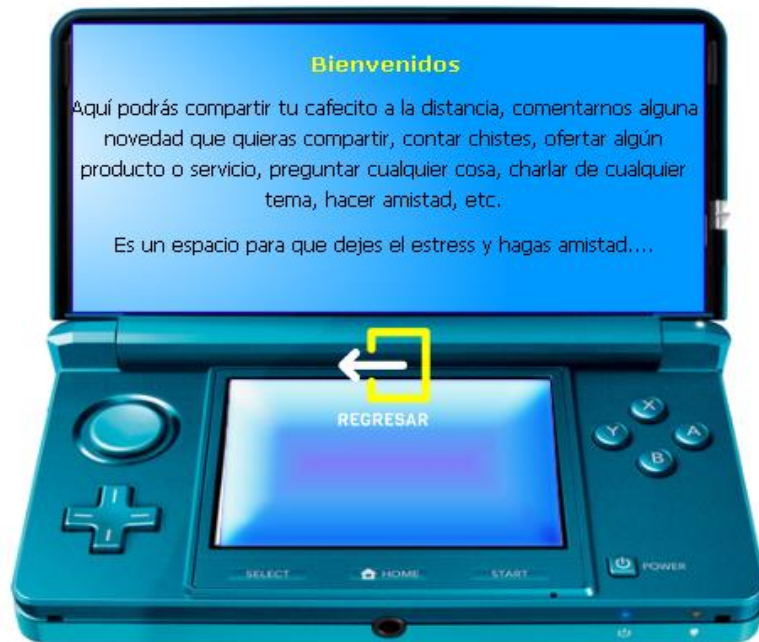 Bienvenidos
Aquí podrás compartir tu cafecito a la distancia, comentarnos alguna
novedad que quieras compartir, contar chistes, ofertar algún
producto o servicio, preguntar cualquier cosa, charlar de cualquier
tema, hacer amistad, etc.
Es un espacio para que dejes el estress y hagas amistad....
REGRESAR
X
Y
A
B
SELECT
HOME
START
POWER